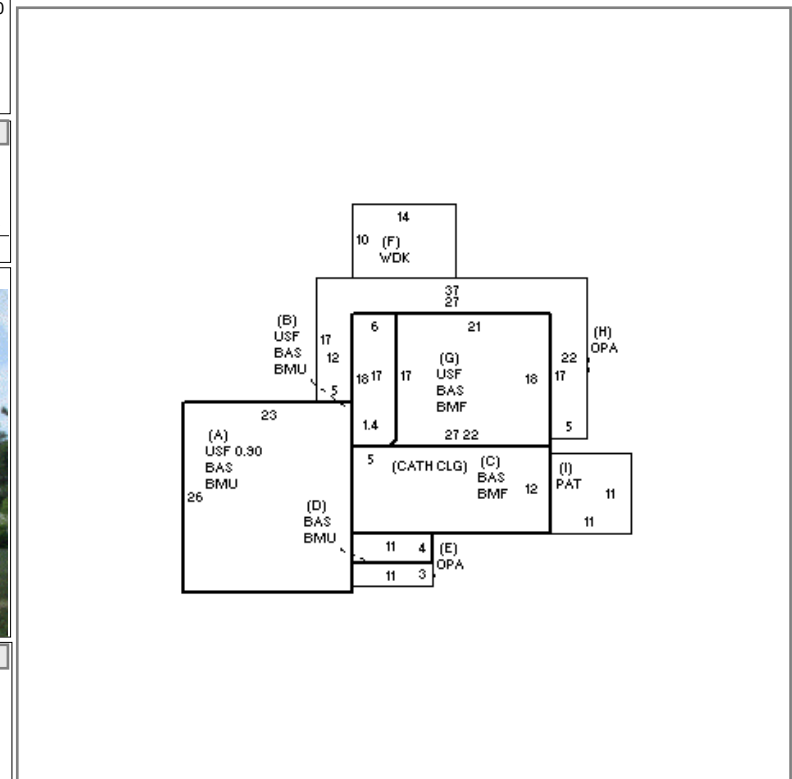 14
10 (F)
WDK
37
27
(B)
USF
BAS
BMU
17
12
5
6
21
(H)
OPA
(G)
USF
BAS
BMF
18 17
17
18
22
17
5
1.4
27 22
23
(A)
USF 0.90
BAS
BMU
26
5
(CATH CLG)
(C)
BAS
BMF
12
(I)
PAT
11
11
(D)
BAS
BMU
11 4
(E)
OPA
11 3